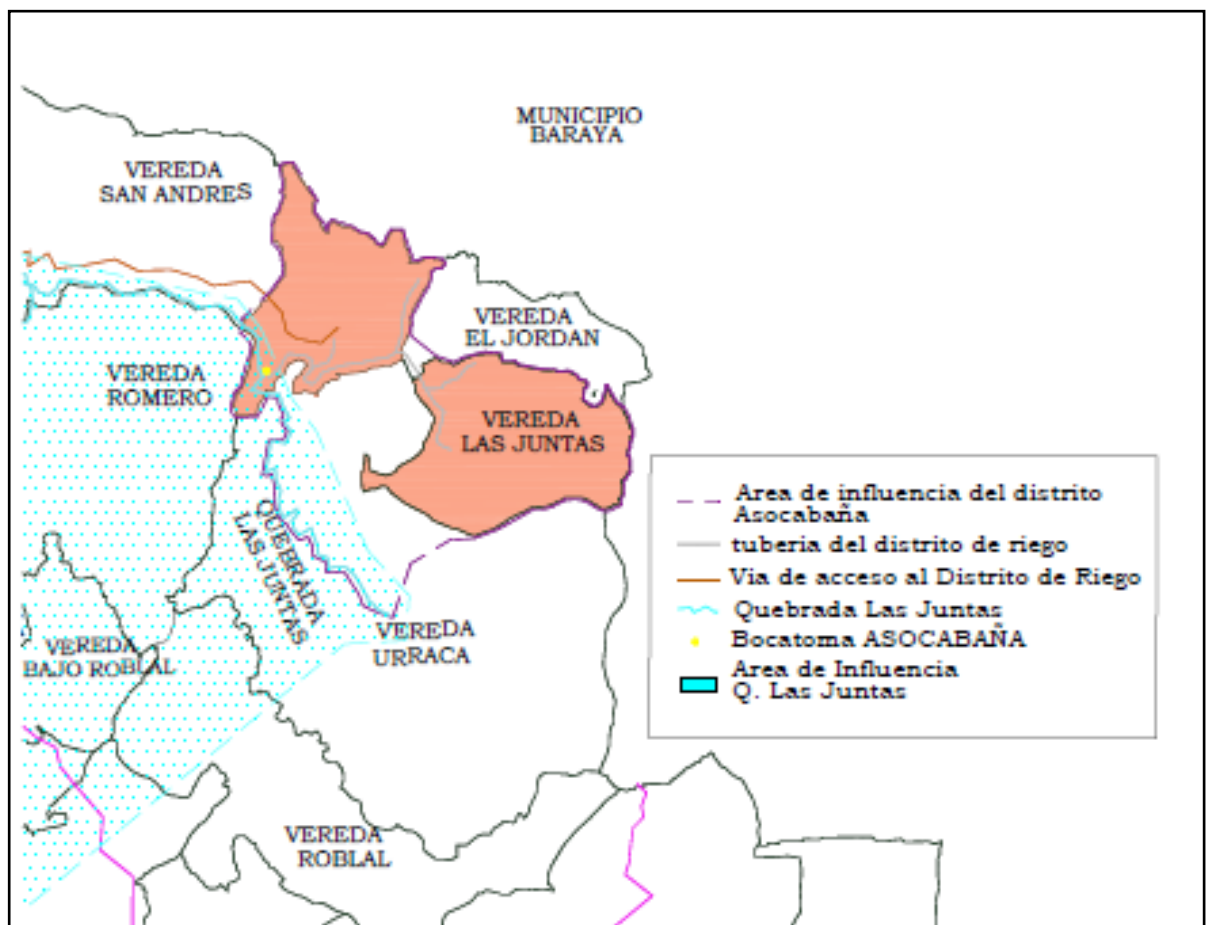 MUNICIPIO
BARAYA
VEREDA
SAN ANDRES
VEREDA
EL JORDAN
VEREDA
ROMERO
VEREDA
LAS JUNTAS
QUEBRADA
LAS JUNTAS
VEREDA
URRACA
VEREDA
BAJO ROBLAL
VEREDA
ROBLAL
Area de influencia del distrito
Asocabaña
tuberia del distrito de riego
Via de acceso al Distrito de Riego
Quebrada Las Juntas
Bocatoma ASOCABAÑA
Area de Influencia
Q. Las Juntas